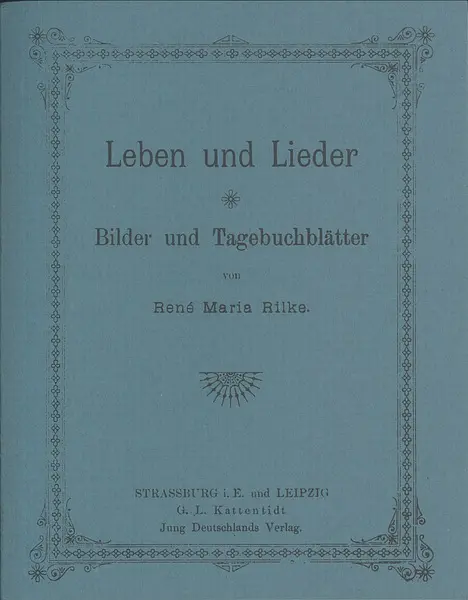 Leben und Lieder
Bilder und Tagebuchblätter
von
René Maria Rilke.
STRASSBURG i. E. und LEIPZIG
G. L. Kattentidt
Jung Deutschlands Verlag.